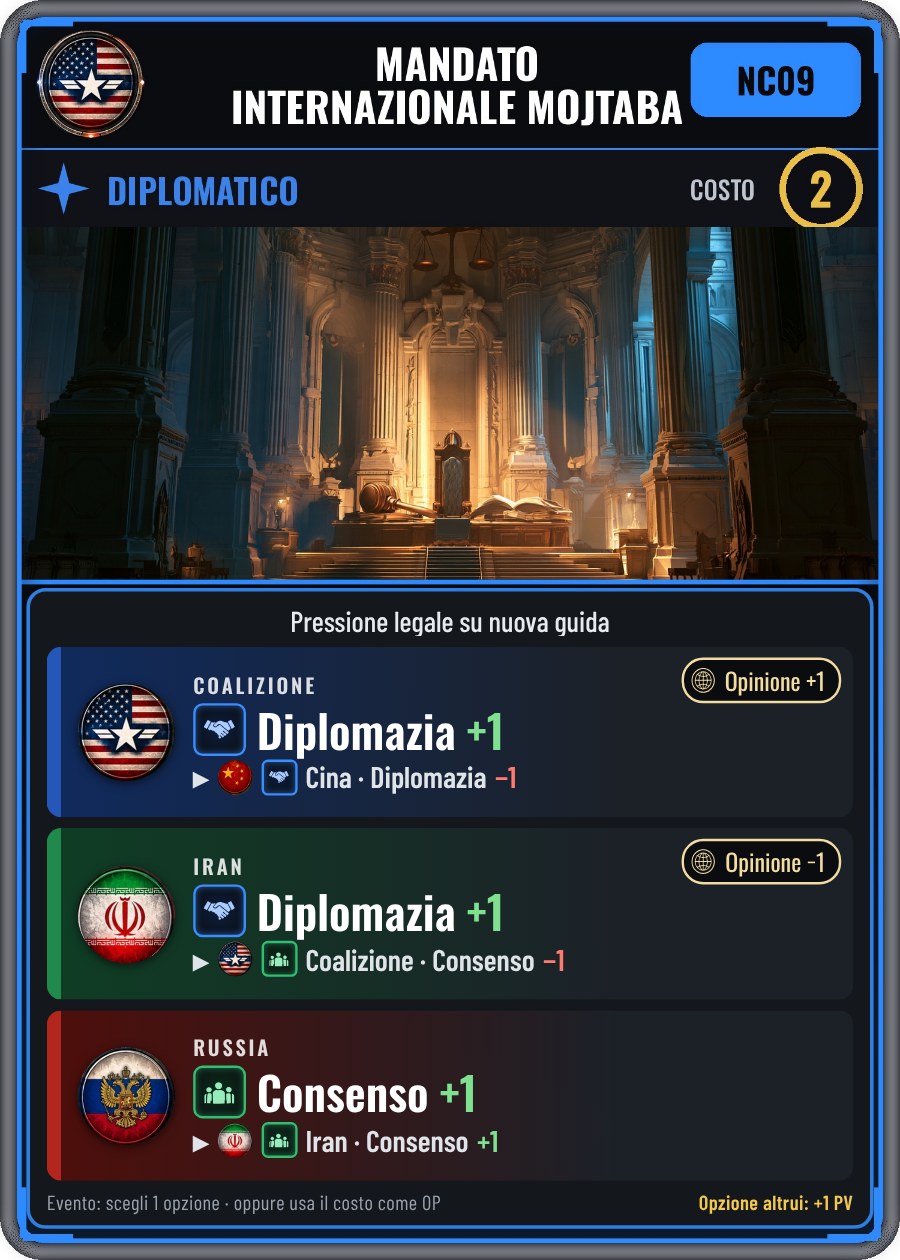 MANDATO
INTERNAZIONALE MOJTABA
NC09
DIPLOMATICO
COSTO
2
Pressione legale su nuova guida
COALIZIONE
Opinione +1
Diplomazia +1
▶ Cina · Diplomazia −1
IRAN
Opinione −1
Diplomazia +1
▶ Coalizione · Consenso −1
RUSSIA
Consenso +1
▶ Iran · Consenso +1
Evento: scegli 1 opzione · oppure usa il costo come OP
Opzione altrui: +1 PV